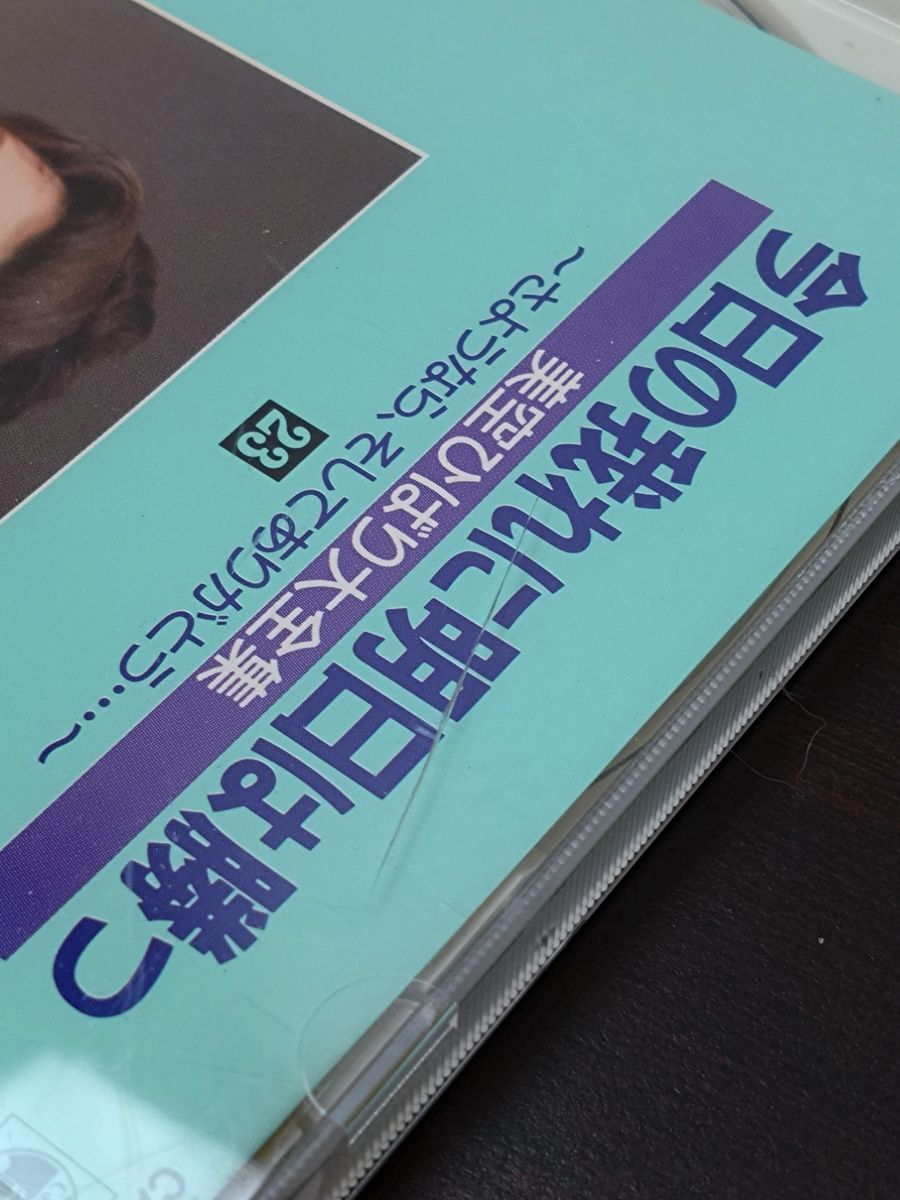 今日の我れに明日は勝つ
美空ひばり大全集
～さようなら、そしてありがとう…～
23